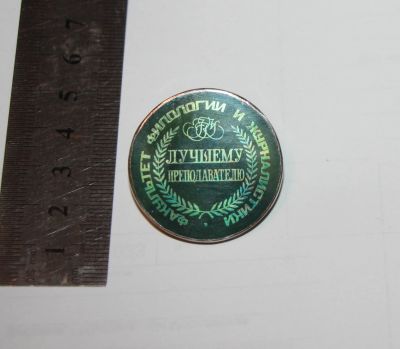 ФАКУЛЬТЕТ ФИЛОЛОГИИ И ЖУРНАЛИСТИКИ
ЛУЧШЕМУ
ПРЕПОДАВАТЕЛЮ
1 2 3 4 5 6 7